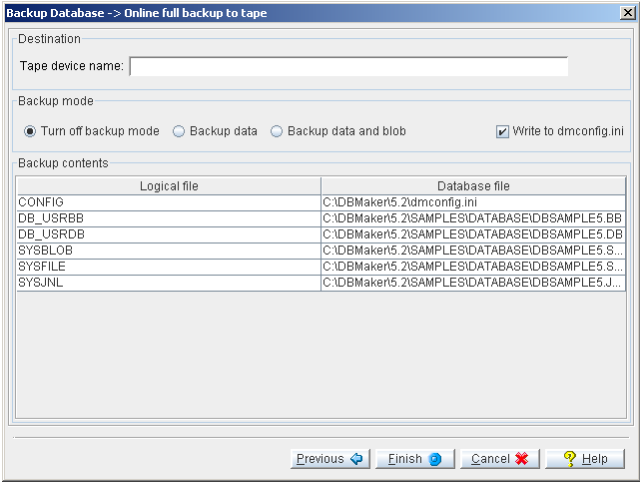 Backup Database -> Online full backup to tape
Destination
Tape device name:
Backup mode
Turn off backup mode Backup data Backup data and blob Write to dmconfig.ini
Backup contents
Logical file Database file
CONFIG C:\DBMaker\5.2\dmconfig.ini
DB_USRBB C:\DBMaker\5.2\SAMPLES\DATABASE\DBSAMPLE5.BB
DB_USRDB C:\DBMaker\5.2\SAMPLES\DATABASE\DBSAMPLE5.DB
SYSBLOB C:\DBMaker\5.2\SAMPLES\DATABASE\DBSAMPLE5.S...
SYSFILE C:\DBMaker\5.2\SAMPLES\DATABASE\DBSAMPLE5.S...
SYSJNL C:\DBMaker\5.2\SAMPLES\DATABASE\DBSAMPLE5.J...
Previous Finish Cancel Help